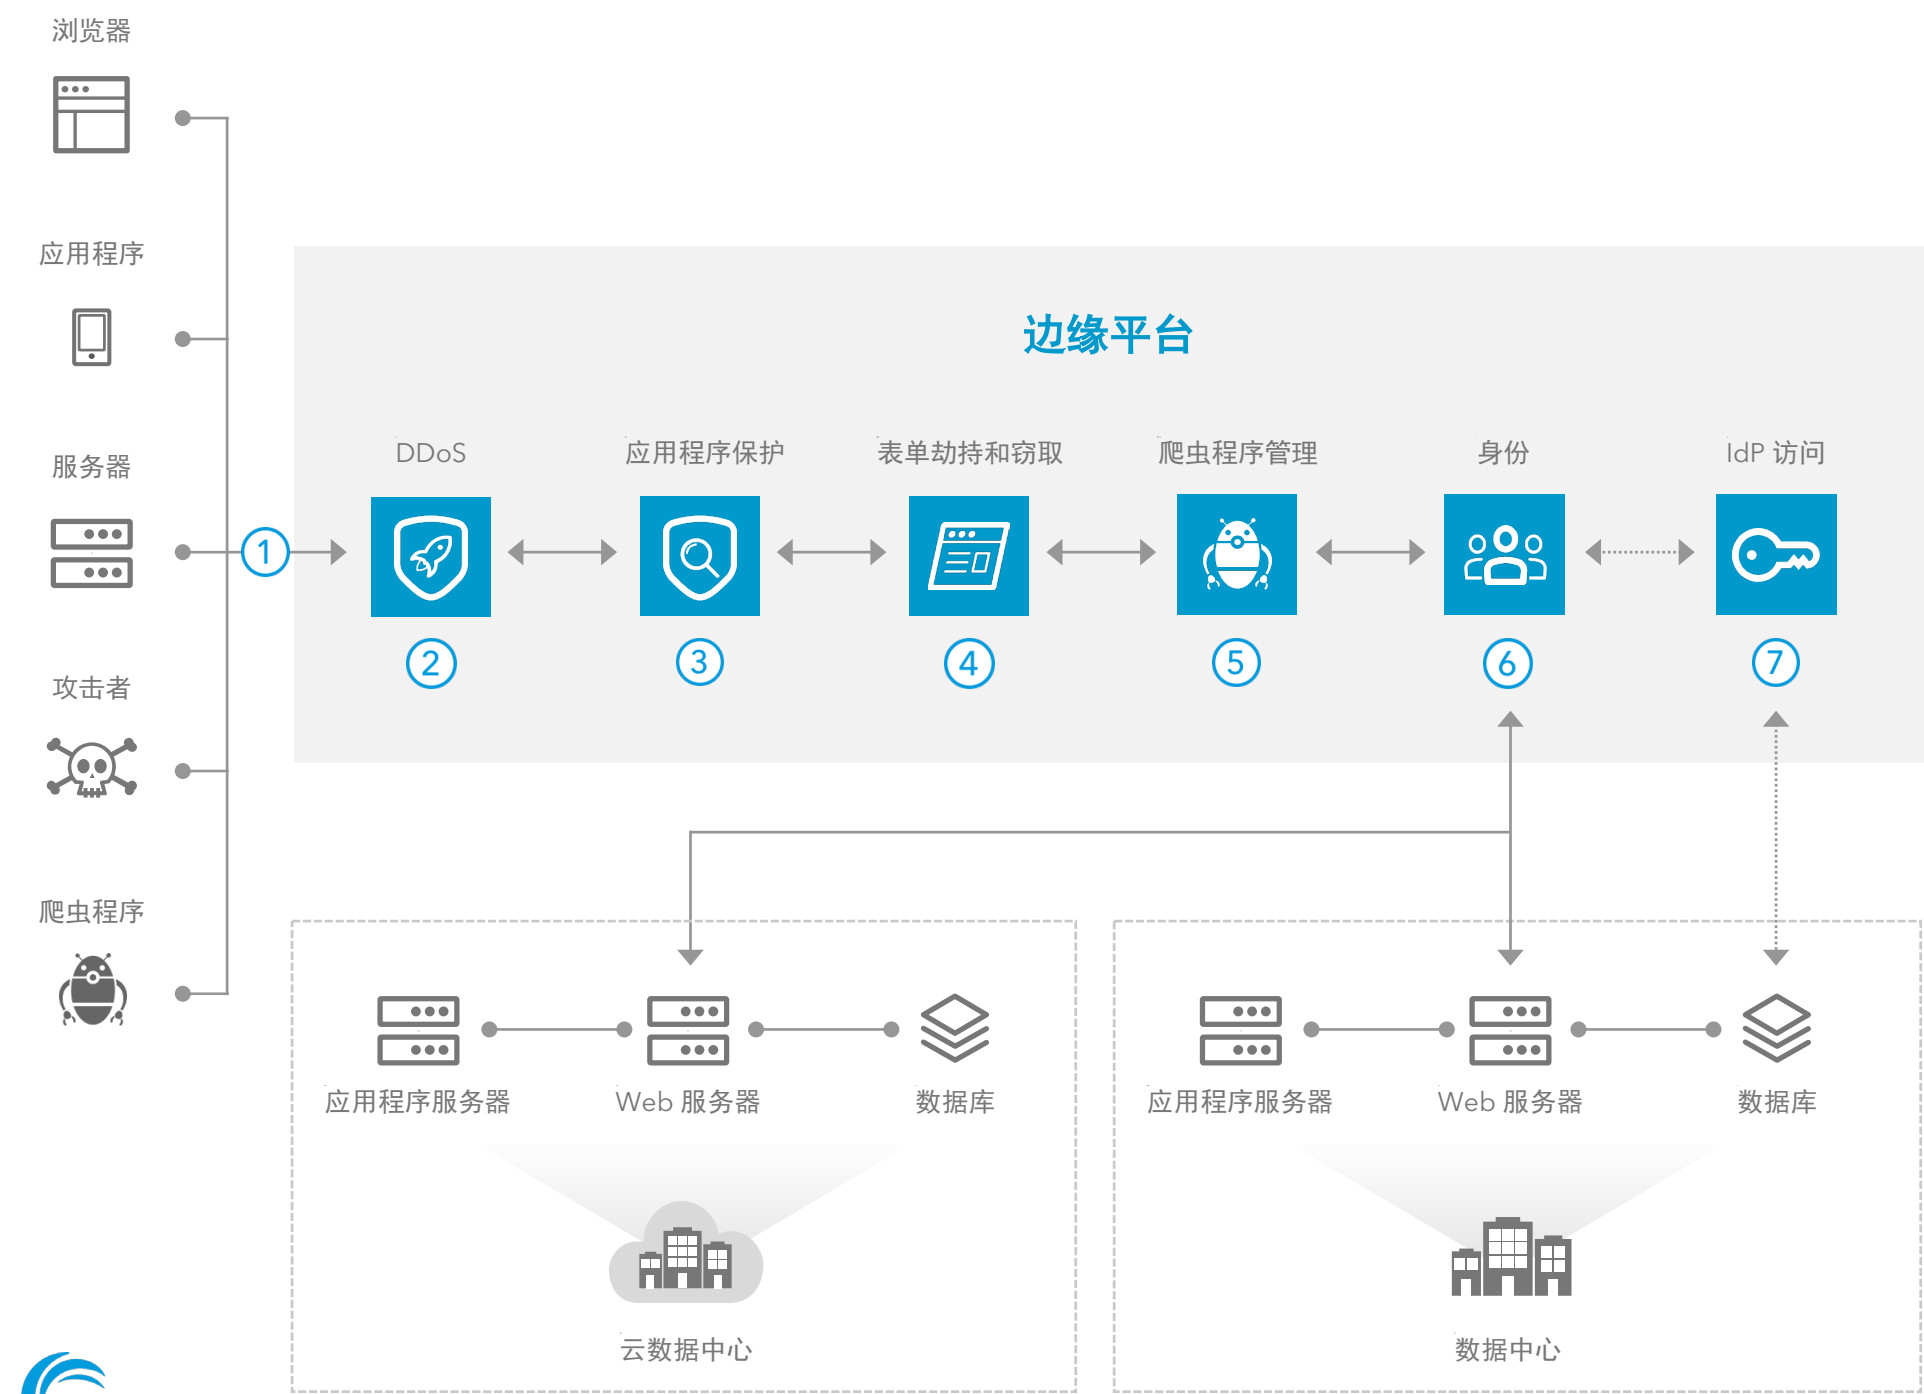 浏览器
应用程序
服务器
攻击者
爬虫程序
边缘平台
DDoS
应用程序保护
表单劫持和窃取
爬虫程序管理
身份
IdP 访问
1
2
3
4
5
6
7
应用程序服务器
Web 服务器
数据库
云数据中心
应用程序服务器
Web 服务器
数据库
数据中心